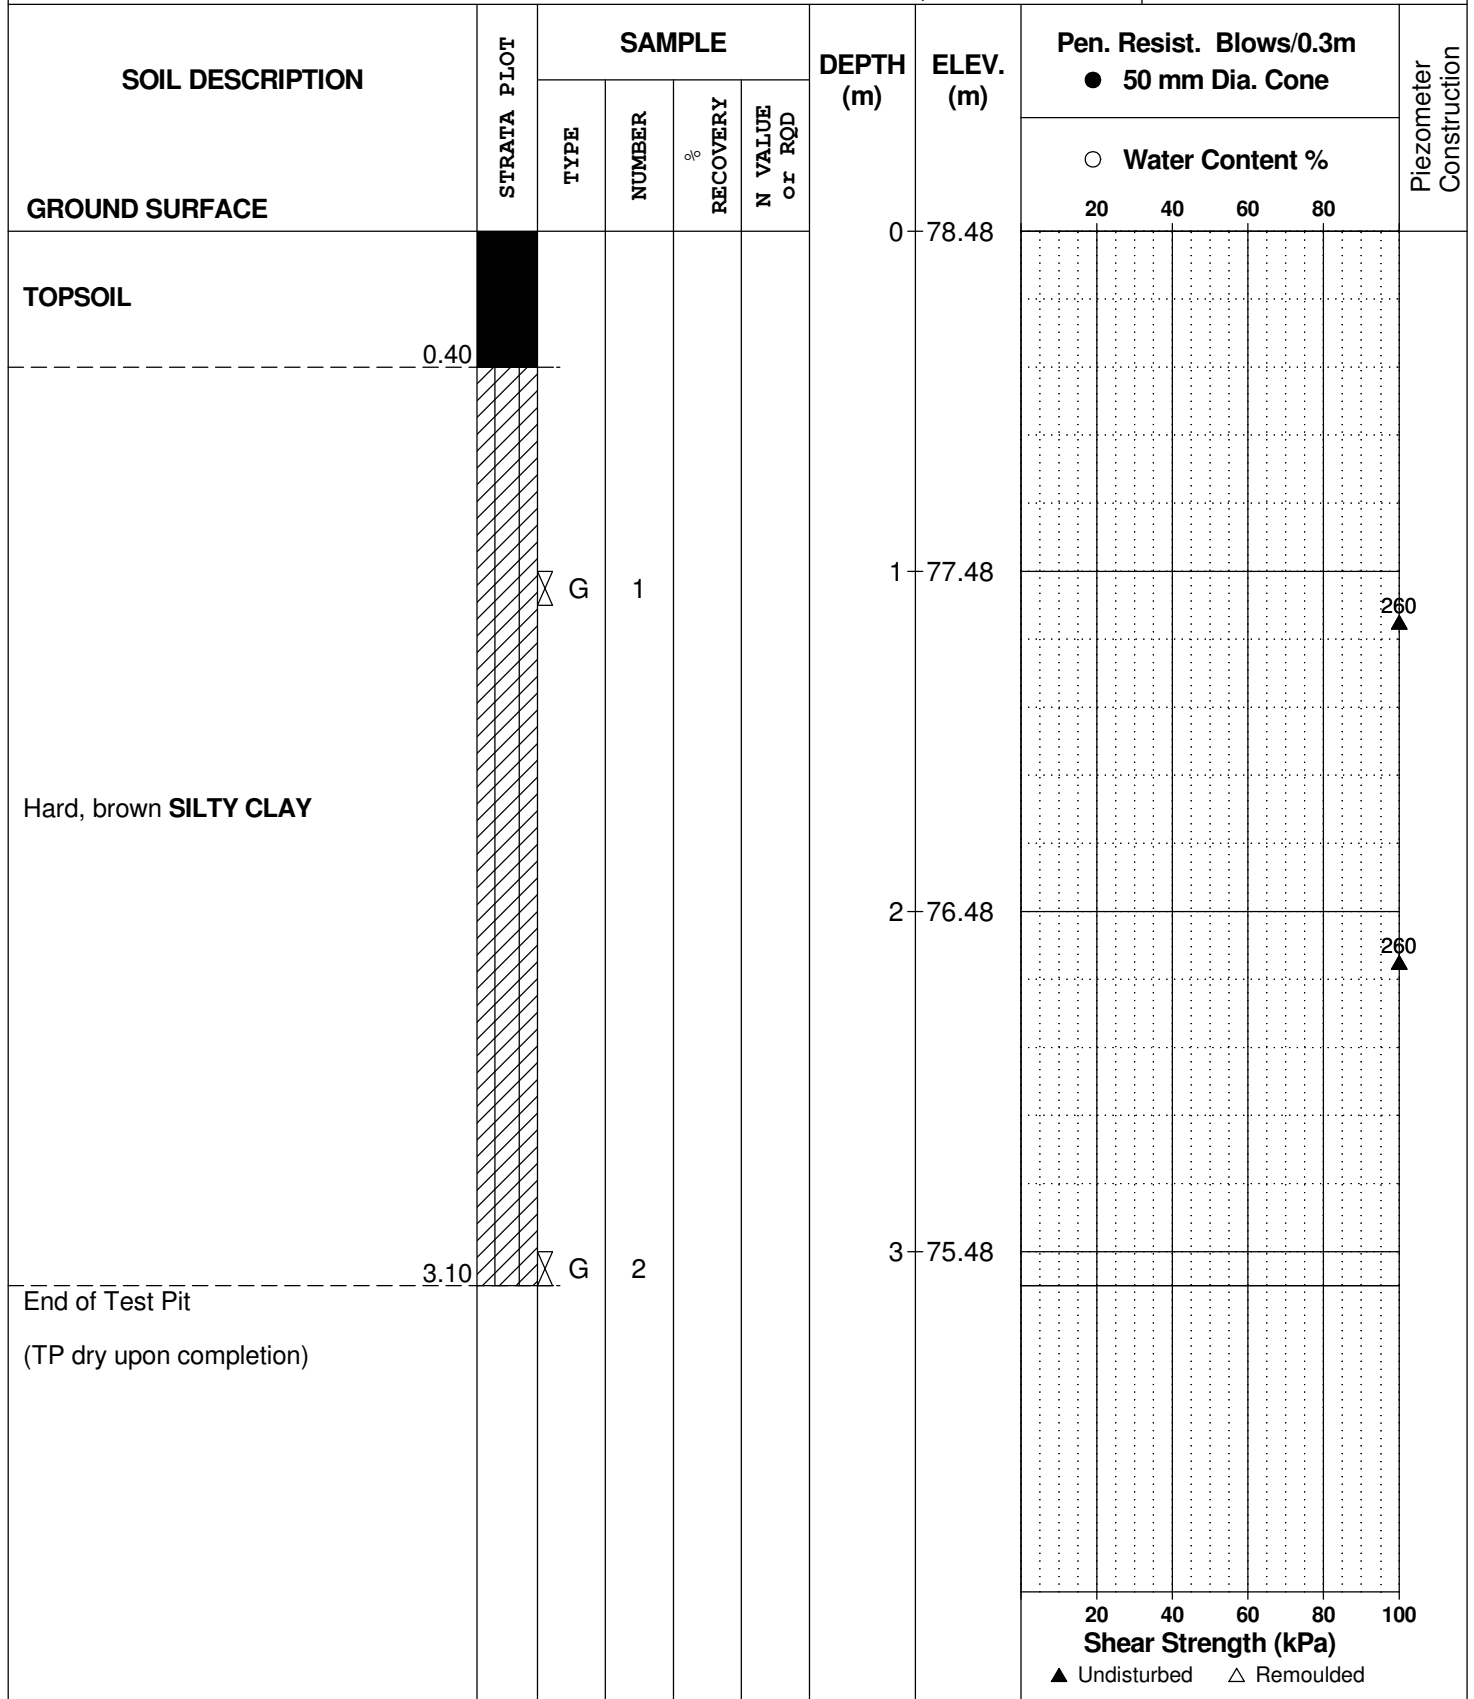 SOIL DESCRIPTION
GROUND SURFACE
STRATA PLOT
SAMPLE
TYPE
NUMBER
%
RECOVERY
N VALUE
or RQD
DEPTH
(m)
ELEV.
(m)
Pen. Resist. Blows/0.3m
● 50 mm Dia. Cone
○ Water Content %
20 40 60 80
Piezometer
Construction
0 78.48
TOPSOIL
0.40
1 77.48
G 1
260
Hard, brown SILTY CLAY
2 76.48
260
3 75.48
G 2
3.10
End of Test Pit
(TP dry upon completion)
20 40 60 80 100
Shear Strength (kPa)
▲ Undisturbed △ Remoulded